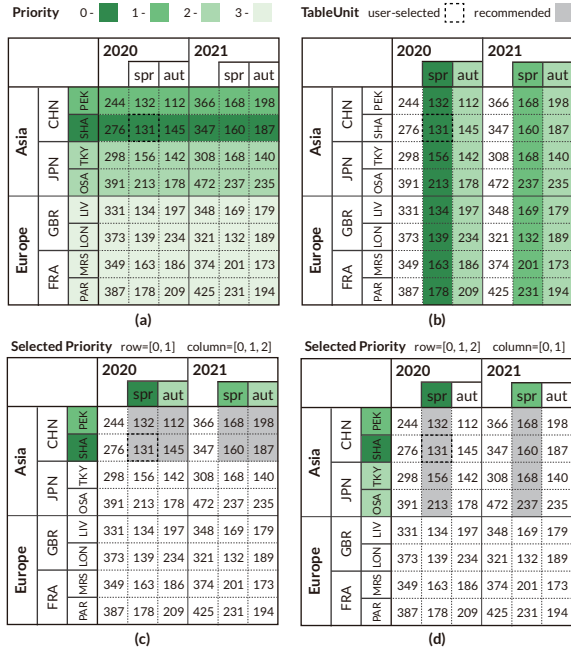 Priority 0 - 1 - 2 - 3 - TableUnit user-selected recommended
2020 2021
spr aut spr aut
Asia CHN PEK 244 132 112 366 168 198
SHA 276 131 145 347 160 187
JPN TKY 298 156 142 308 168 140
OSA 391 213 178 472 237 235
Europe GBR LIV 331 134 197 348 169 179
LON 373 139 234 321 132 189
FRA MRS 349 163 186 374 201 173
PAR 387 178 209 425 231 194
(a)
2020 2021
spr aut spr aut
Asia CHN PEK 244 132 112 366 168 198
SHA 276 131 145 347 160 187
JPN TKY 298 156 142 308 168 140
OSA 391 213 178 472 237 235
Europe GBR LIV 331 134 197 348 169 179
LON 373 139 234 321 132 189
FRA MRS 349 163 186 374 201 173
PAR 387 178 209 425 231 194
(b)
Selected Priority row=[0, 1] column=[0, 1, 2]
2020 2021
spr aut spr aut
Asia CHN PEK 244 132 112 366 168 198
SHA 276 131 145 347 160 187
JPN TKY 298 156 142 308 168 140
OSA 391 213 178 472 237 235
Europe GBR LIV 331 134 197 348 169 179
LON 373 139 234 321 132 189
FRA MRS 349 163 186 374 201 173
PAR 387 178 209 425 231 194
(c)
Selected Priority row=[0, 1, 2] column=[0, 1]
2020 2021
spr aut spr aut
Asia CHN PEK 244 132 112 366 168 198
SHA 276 131 145 347 160 187
JPN TKY 298 156 142 308 168 140
OSA 391 213 178 472 237 235
Europe GBR LIV 331 134 197 348 169 179
LON 373 139 234 321 132 189
FRA MRS 349 163 186 374 201 173
PAR 387 178 209 425 231 194
(d)